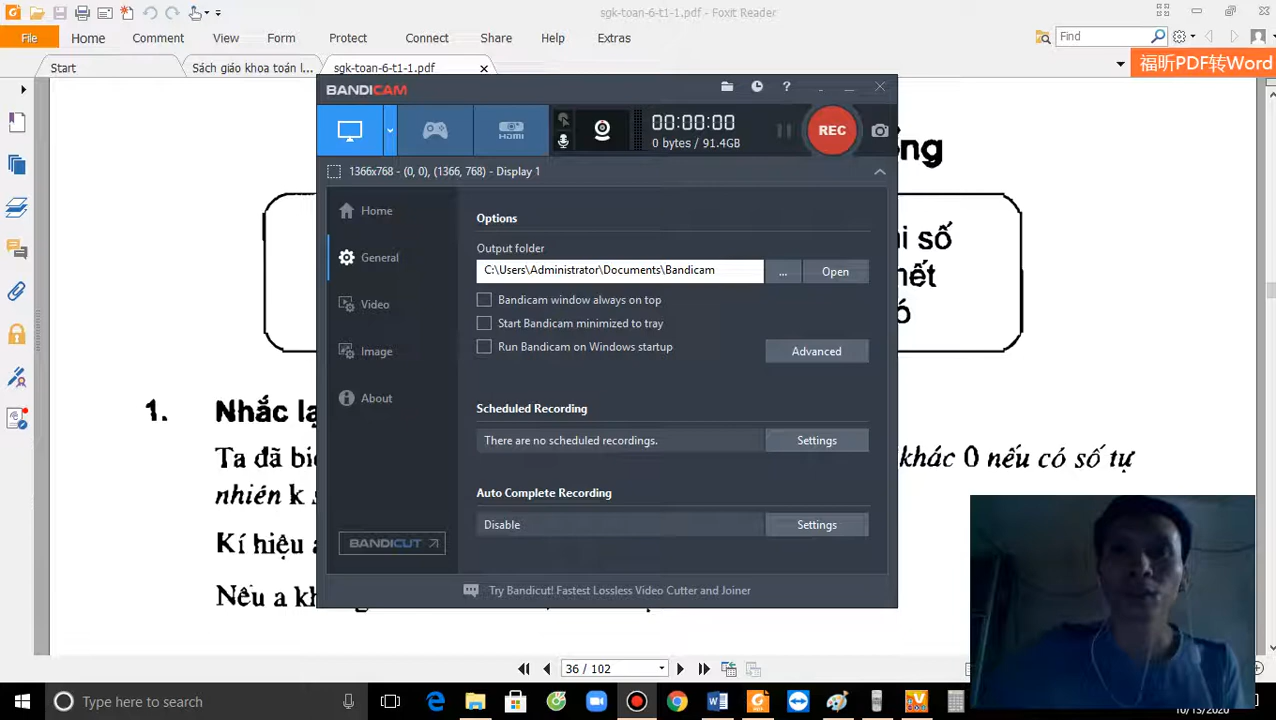 sgk-toan-6-t1-1.pdf - Foxit Reader
File Home Comment View Form Protect Connect Share Help Extras Find
Start Sách giáo khoa toán l... sgk-toan-6-t1-1.pdf 福昕PDF转Word
BANDICAM
HDMI
00:00:00
0 bytes / 91.4GB
REC
1366x768 - (0, 0), (1366, 768) - Display 1
Home
General
Video
Image
About
BANDICUT
Options
Output folder
C:\Users\Administrator\Documents\Bandicam ... Open
Bandicam window always on top
Start Bandicam minimized to tray
Run Bandicam on Windows startup
Advanced
Scheduled Recording
There are no scheduled recordings. Settings
Auto Complete Recording
Disable Settings
Try Bandicut! Fastest Lossless Video Cutter and Joiner
số
1. Nhắc
Ta đã khác 0 nếu có số tự
nhiên k
Kí hiệu
Nếu a
36 / 102
Type here to search
10/15/2020